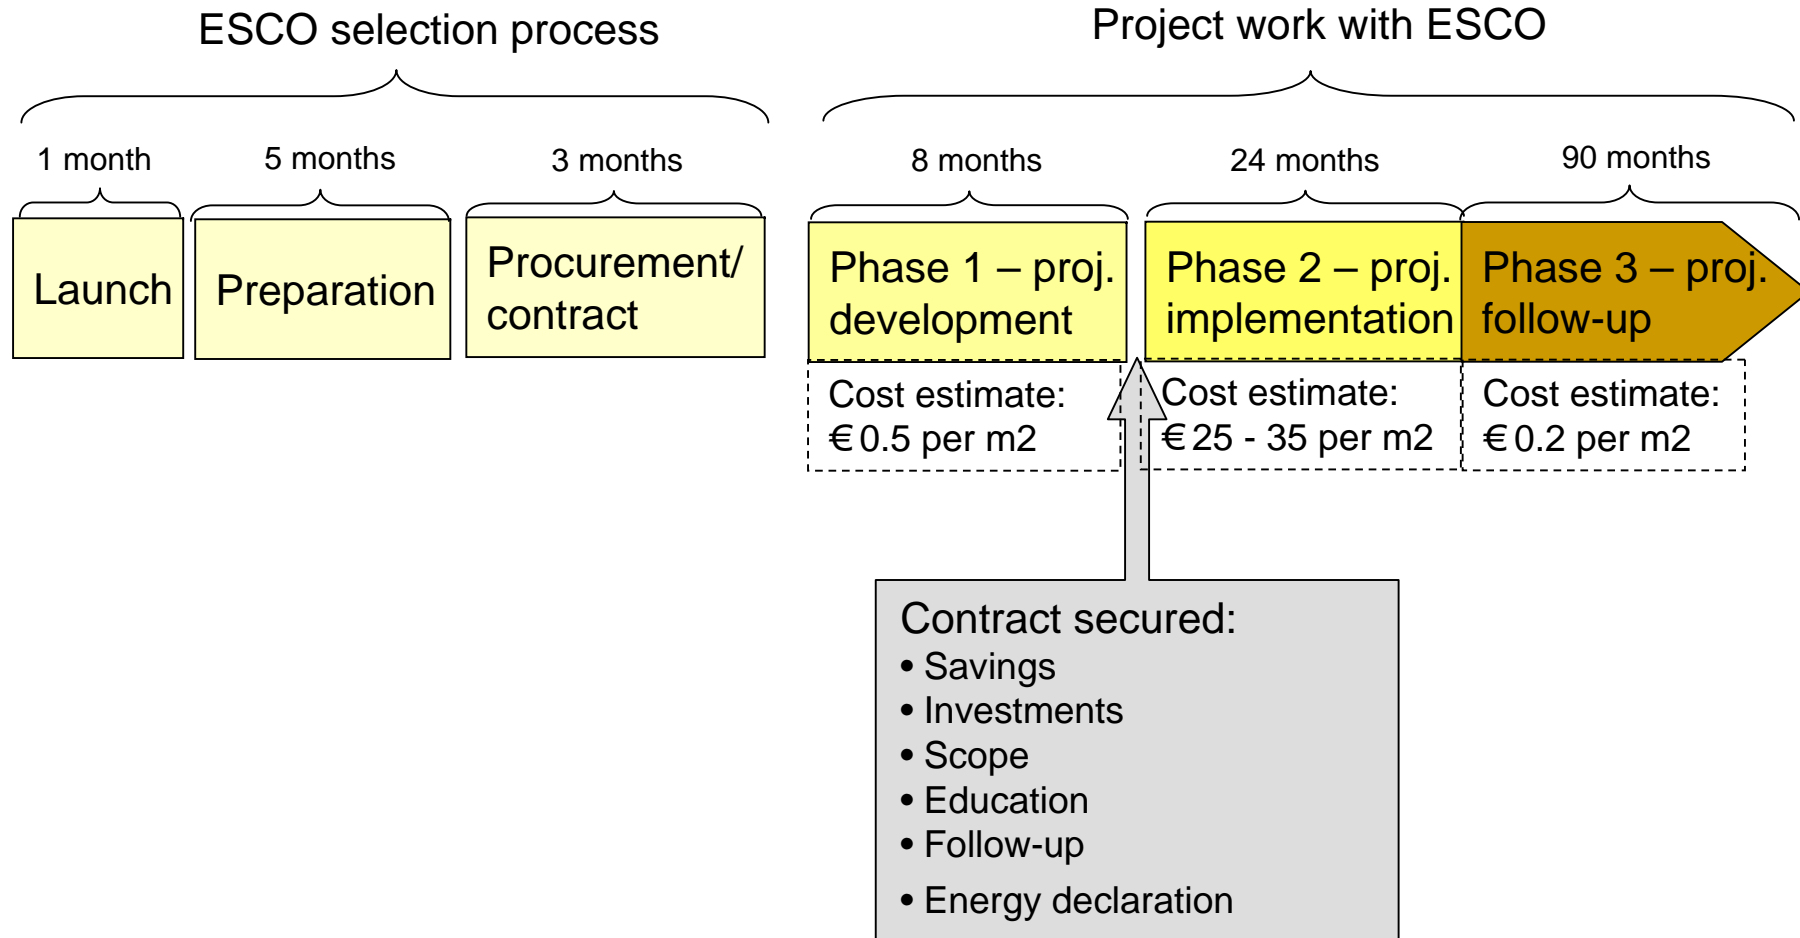 ESCO selection process
Project work with ESCO
1 month
5 months
3 months
8 months
24 months
90 months
Launch
Preparation
Procurement/
contract
Phase 1 – proj.
development
Phase 2 – proj.
implementation
Phase 3 – proj.
follow-up
Cost estimate:
€ 0.5 per m2
Cost estimate:
€ 25 - 35 per m2
Cost estimate:
€ 0.2 per m2
Contract secured:
• Savings
• Investments
• Scope
• Education
• Follow-up
• Energy declaration